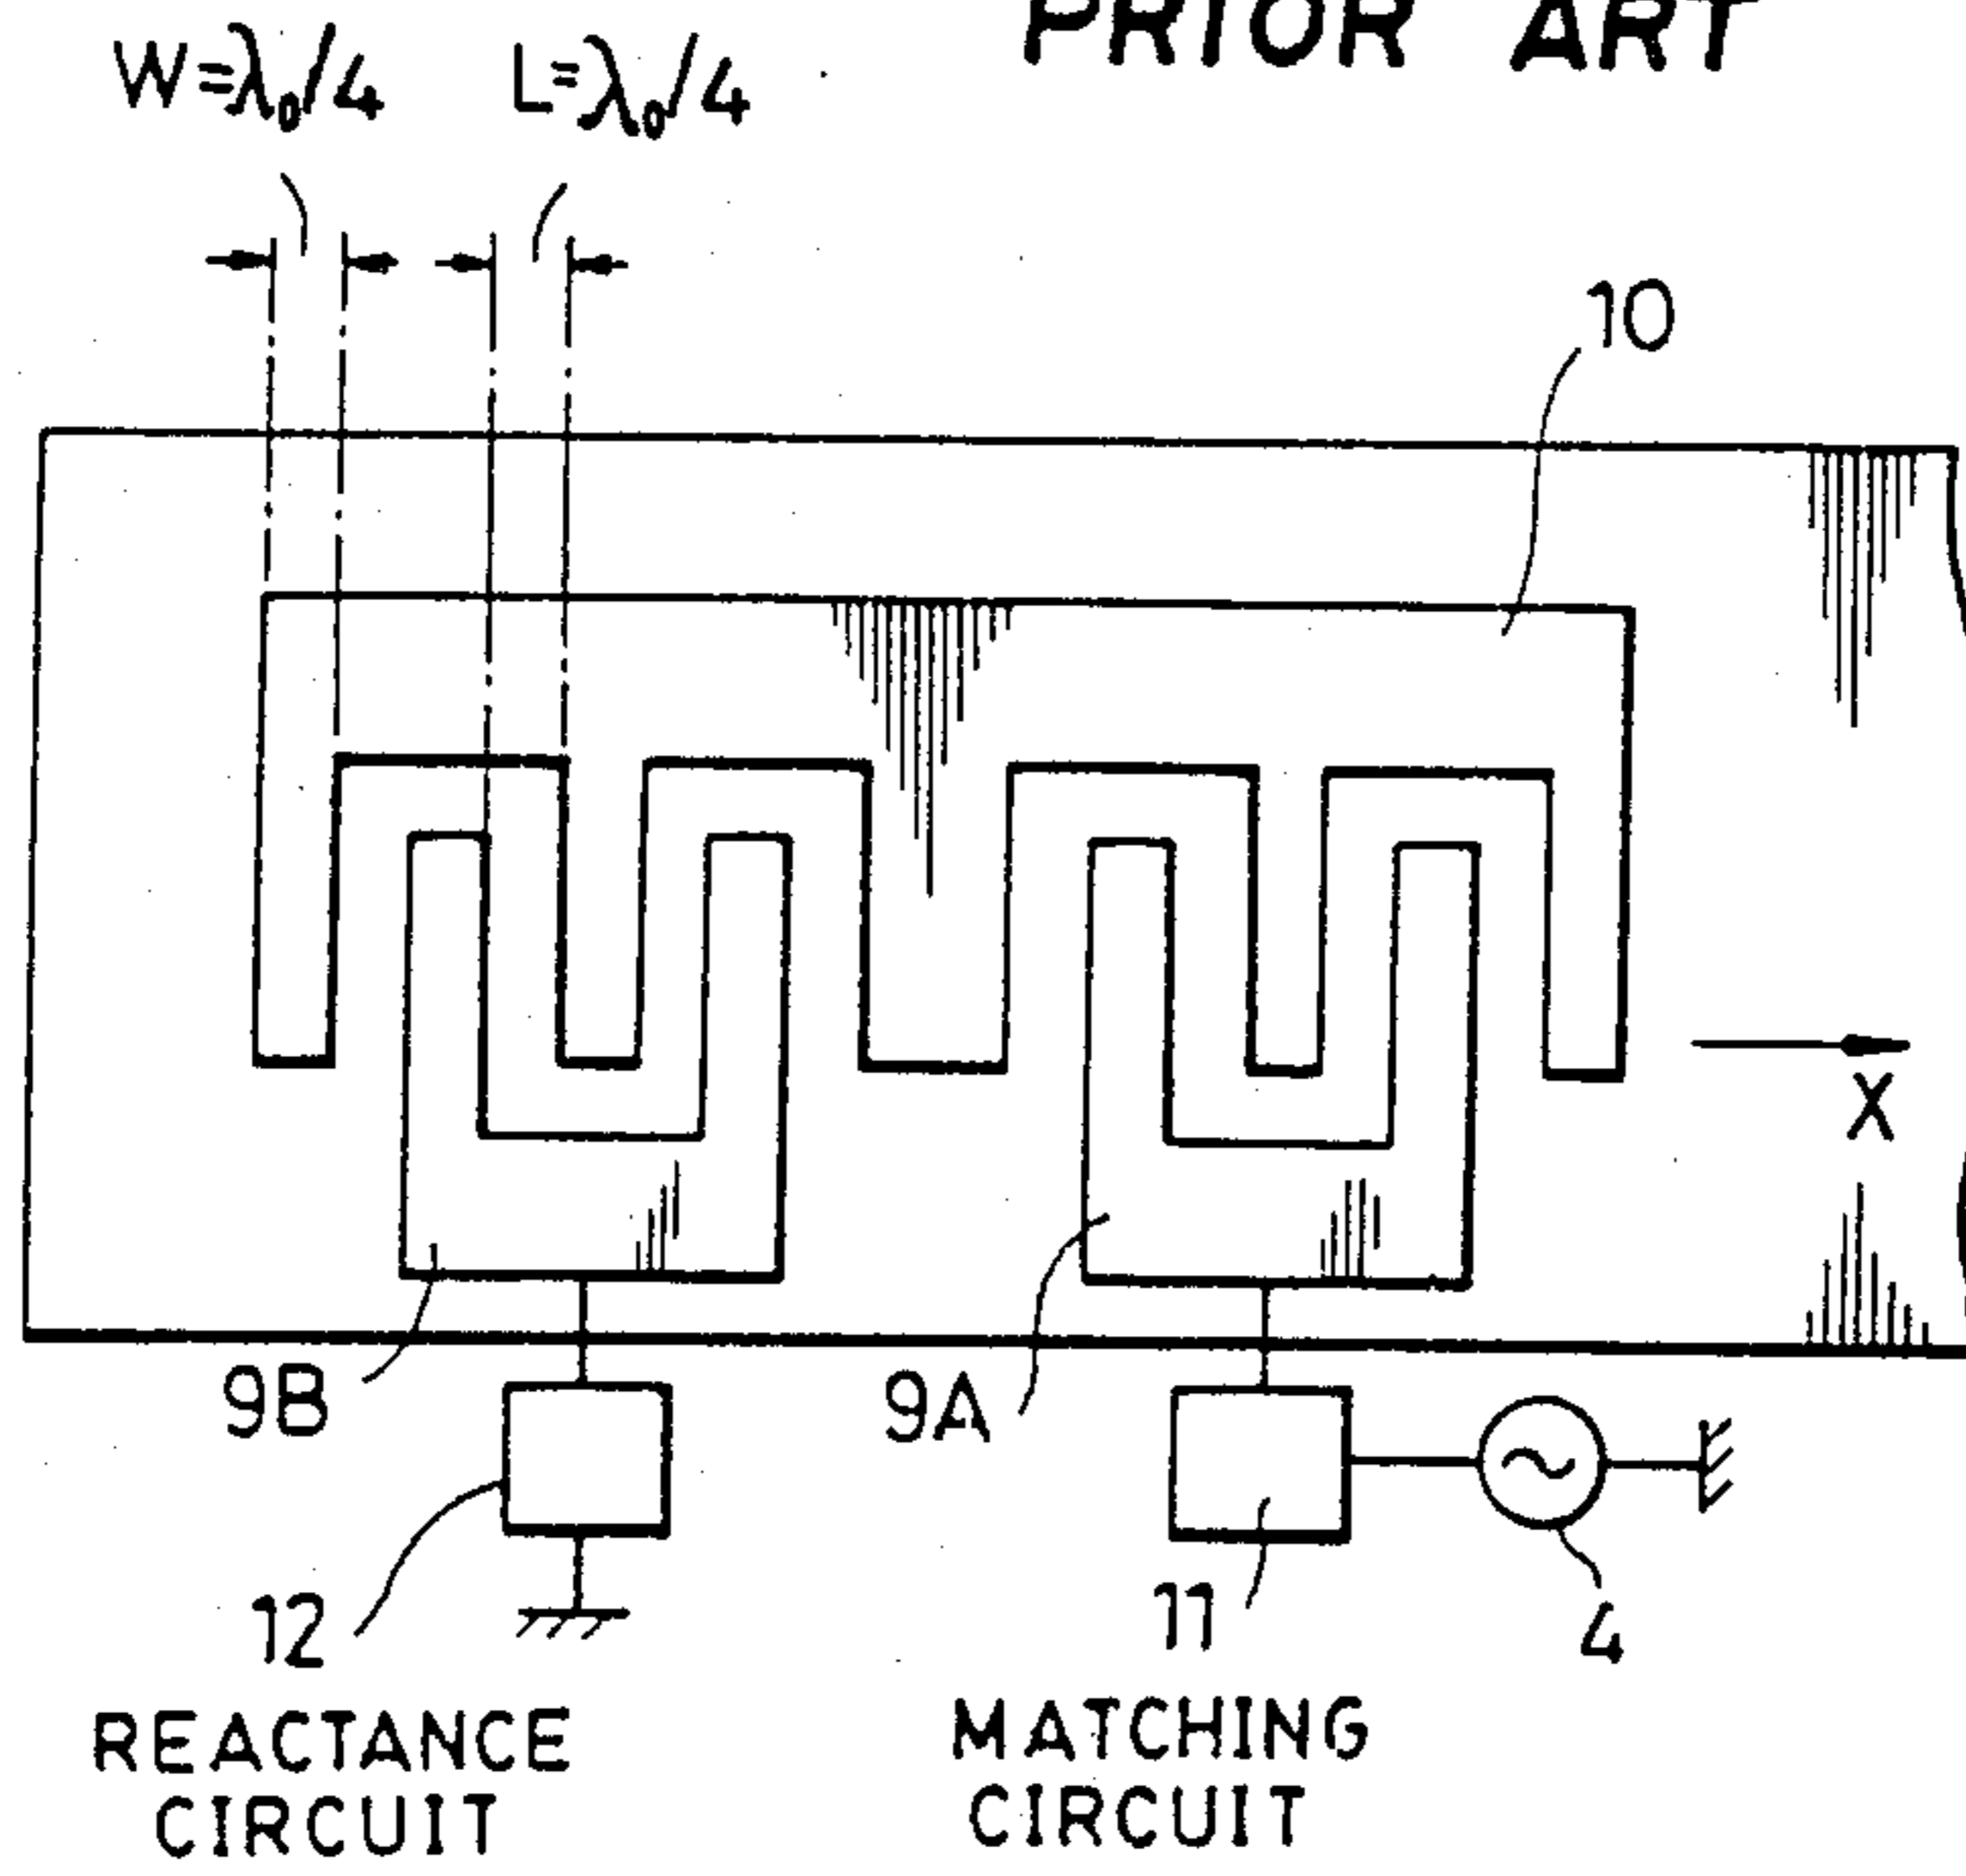 PRIOR ART
W=λ₀/4
L=λ₀/4
10
X
9B
9A
12
11
4
REACTANCE
CIRCUIT
MATCHING
CIRCUIT